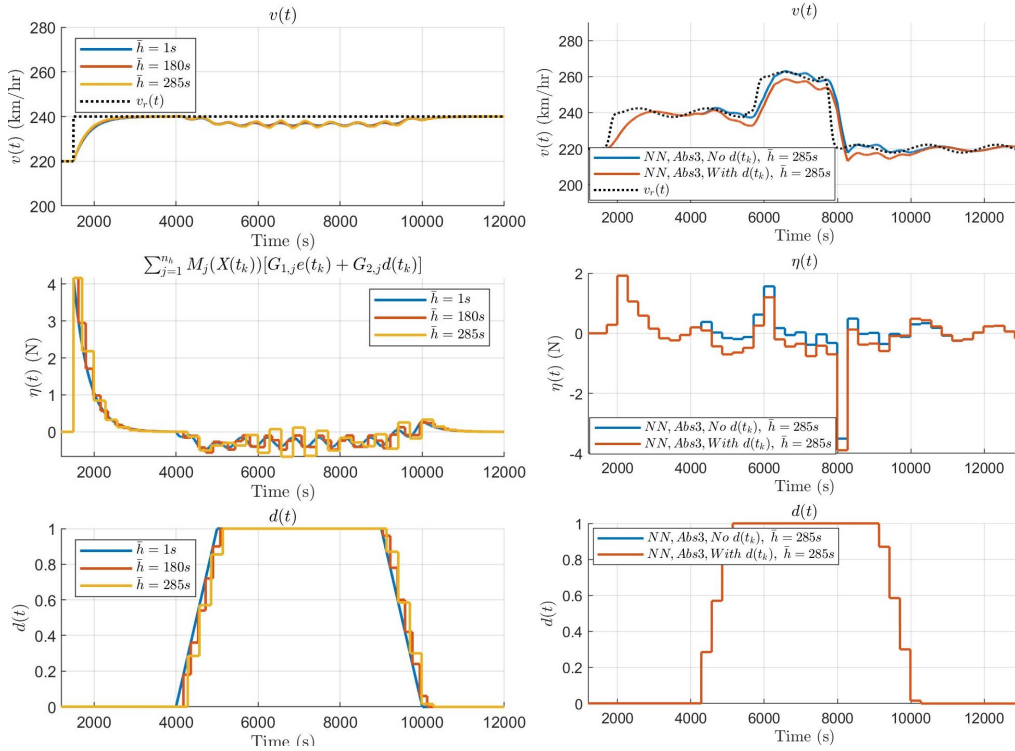 v(t)
280
260
240
220
200
v(t) (km/hr)
h̄ = 1s
h̄ = 180s
h̄ = 285s
v_r(t)
2000 4000 6000 8000 10000 12000
Time (s)
∑_{j=1}^{n_h} M_j(X(t_k))[G_{1,j}e(t_k) + G_{2,j}d(t_k)]
4
3
2
1
0
η(t) (N)
h̄ = 1s
h̄ = 180s
h̄ = 285s
2000 4000 6000 8000 10000 12000
Time (s)
d(t)
1
0.8
0.6
0.4
0.2
0
d(t)
h̄ = 1s
h̄ = 180s
h̄ = 285s
2000 4000 6000 8000 10000 12000
Time (s)
v(t)
280
260
240
220
200
v(t) (km/hr)
NN, Abs3, No d(t_k), h̄ = 285s
NN, Abs3, With d(t_k), h̄ = 285s
v_r(t)
2000 4000 6000 8000 10000 12000
Time (s)
η(t)
2
0
-2
-4
η(t) (N)
NN, Abs3, No d(t_k), h̄ = 285s
NN, Abs3, With d(t_k), h̄ = 285s
2000 4000 6000 8000 10000 12000
Time (s)
d(t)
1
0.8
0.6
0.4
0.2
0
d(t)
NN, Abs3, No d(t_k), h̄ = 285s
NN, Abs3, With d(t_k), h̄ = 285s
2000 4000 6000 8000 10000 12000
Time (s)